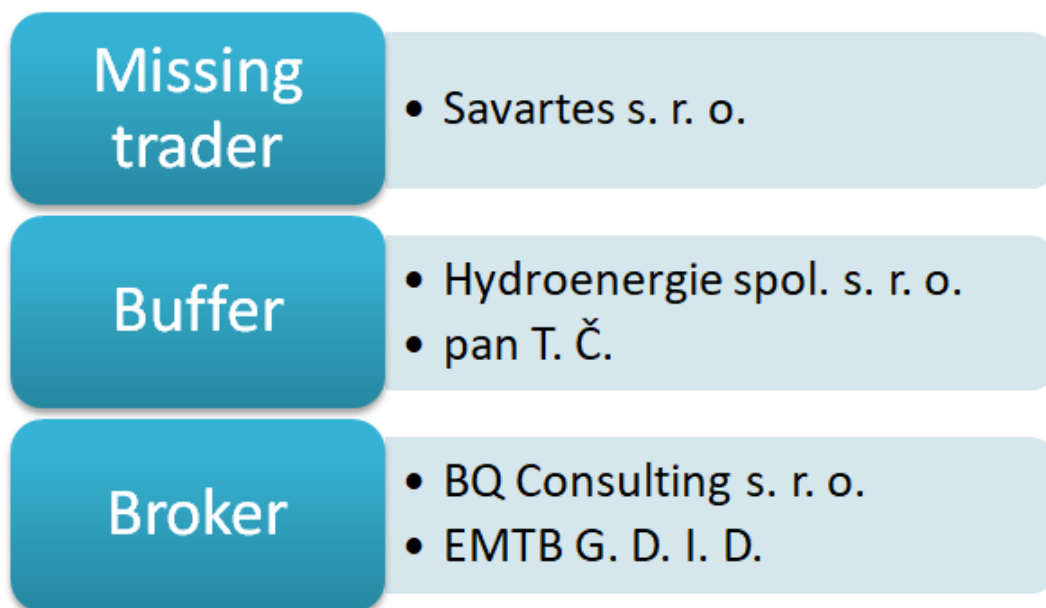 Missing
trader
• Savartes s. r. o.
Buffer
• Hydroenergie spol. s. r. o.
• pan T. Č.
Broker
• BQ Consulting s. r. o.
• EMTB G. D. I. D.